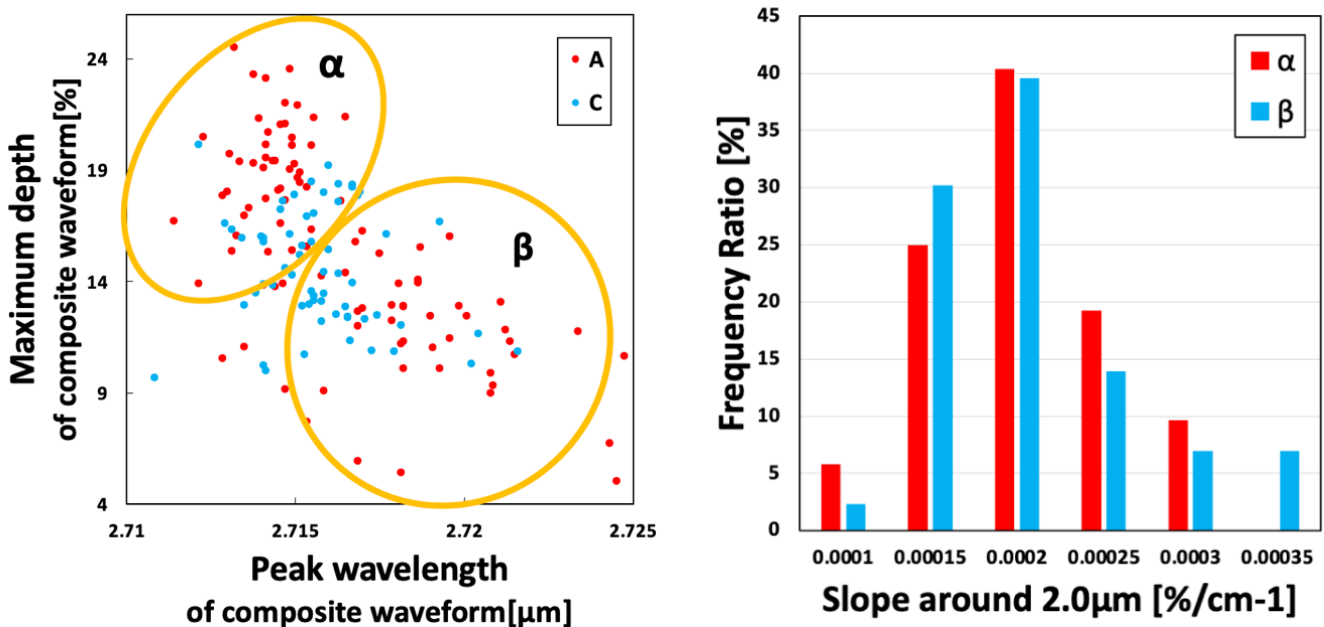 Maximum depth
of composite waveform[%]
24
19
14
9
4
2.71
2.715
2.72
2.725
Peak wavelength
of composite waveform[μm]
α
β
A
C
Frequency Ratio [%]
45
40
35
30
25
20
15
10
5
0
0.0001
0.00015
0.0002
0.00025
0.0003
0.00035
Slope around 2.0μm [%/cm-1]
α
β